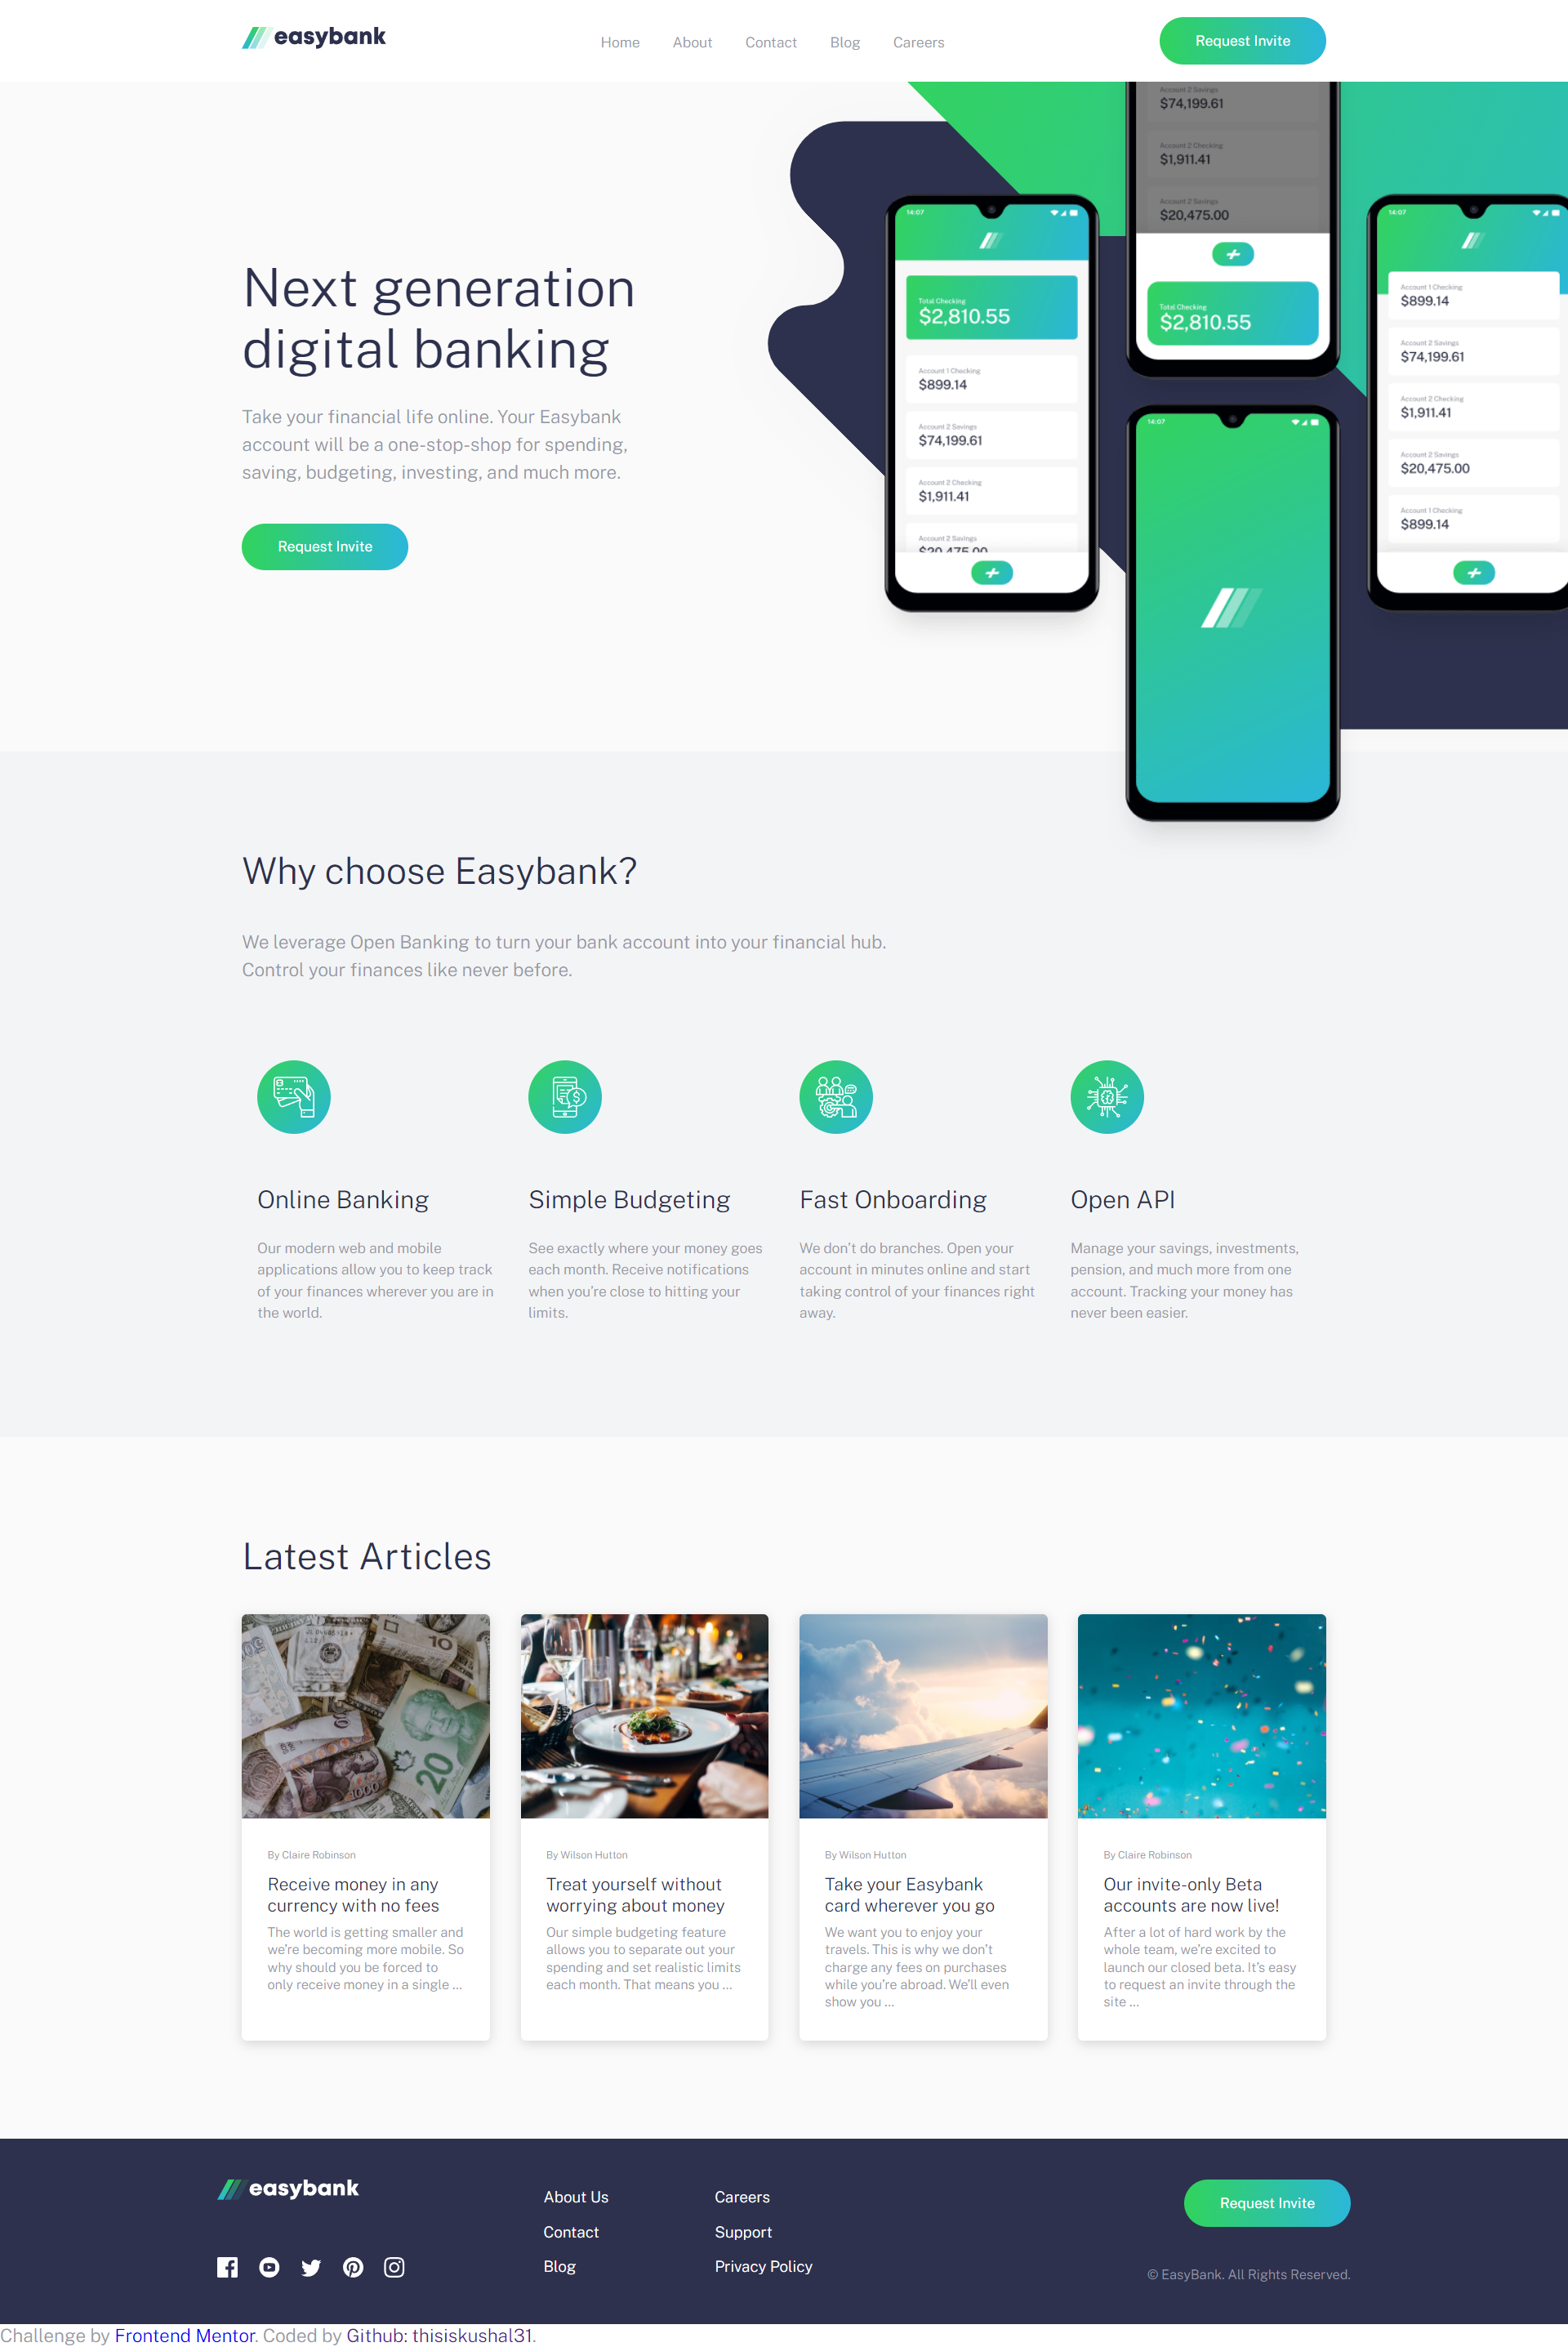 easybank
Home About Contact Blog Careers
Request Invite
Next generation
digital banking
Take your financial life online. Your Easybank
account will be a one-stop-shop for spending,
saving, budgeting, investing, and much more.
Request Invite
14:07
Total Checking
$2,810.55
Account 1 Checking
$899.14
Account 2 Savings
$74,199.61
Account 2 Checking
$1,911.41
Account 2 Savings
$20,475.00
Account 2 Savings
$74,199.61
Account 2 Checking
$1,911.41
Account 2 Savings
$20,475.00
Total Checking
$2,810.55
14:07
14:07
Account 1 Checking
$899.14
Account 2 Savings
$74,199.61
Account 2 Checking
$1,911.41
Account 2 Savings
$20,475.00
Account 1 Checking
$899.14
Why choose Easybank?
We leverage Open Banking to turn your bank account into your financial hub.
Control your finances like never before.
Online Banking
Our modern web and mobile
applications allow you to keep track
of your finances wherever you are in
the world.
Simple Budgeting
See exactly where your money goes
each month. Receive notifications
when you're close to hitting your
limits.
Fast Onboarding
We don't do branches. Open your
account in minutes online and start
taking control of your finances right
away.
Open API
Manage your savings, investments,
pension, and much more from one
account. Tracking your money has
never been easier.
Latest Articles
10
20
1000
By Claire Robinson
Receive money in any
currency with no fees
The world is getting smaller and
we're becoming more mobile. So
why should you be forced to
only receive money in a single ...
By Wilson Hutton
Treat yourself without
worrying about money
Our simple budgeting feature
allows you to separate out your
spending and set realistic limits
each month. That means you ...
By Wilson Hutton
Take your Easybank
card wherever you go
We want you to enjoy your
travels. This is why we don't
charge any fees on purchases
while you're abroad. We'll even
show you ...
By Claire Robinson
Our invite-only Beta
accounts are now live!
After a lot of hard work by the
whole team, we're excited to
launch our closed beta. It's easy
to request an invite through the
site ...
easybank
About Us
Contact
Blog
Careers
Support
Privacy Policy
Request Invite
© EasyBank. All Rights Reserved.
Challenge by Frontend Mentor. Coded by Github: thisiskushal31.